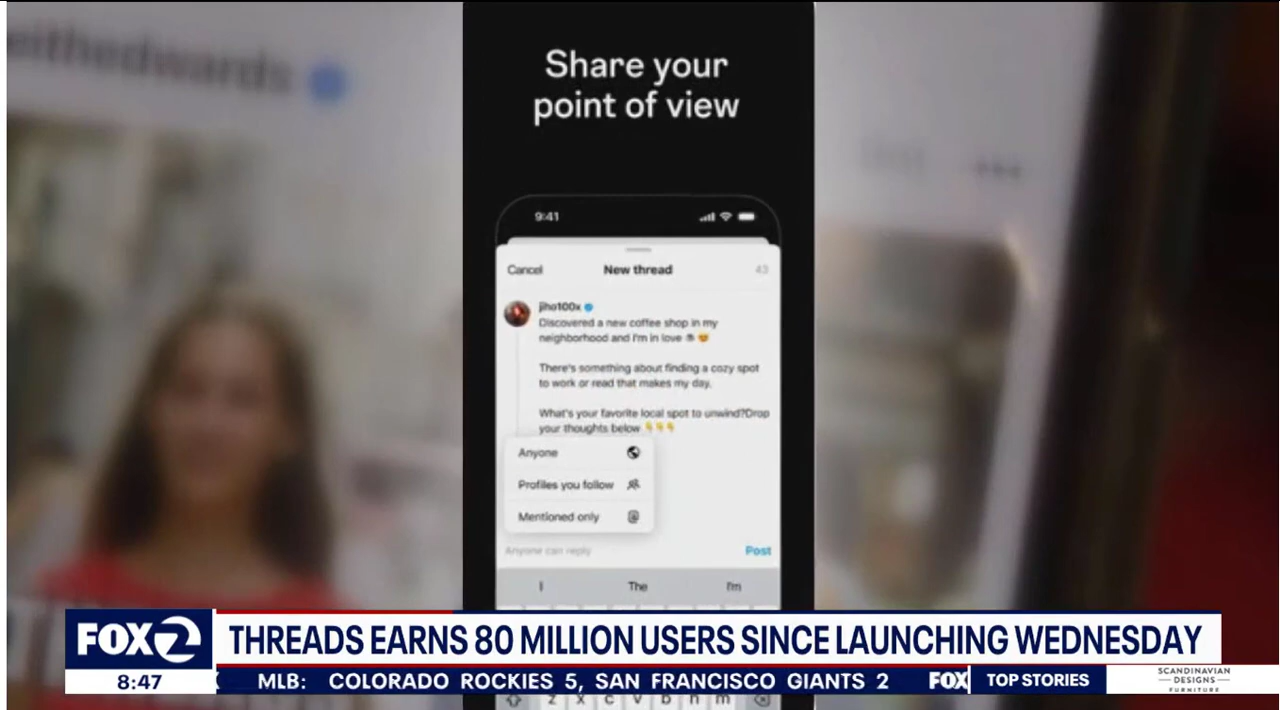 Share your
point of view
9:41
Cancel
New thread
43
jiho100x
Discovered a new coffee shop in my
neighborhood and I'm in love ☕😍
There's something about finding a cozy spot
to work or read that makes my day.
What's your favorite local spot to unwind?Drop
your thoughts below 👇👇👇
Anyone
Profiles you follow
Mentioned only
Anyone can reply
Post
I
The
I'm
FOX 2
THREADS EARNS 80 MILLION USERS SINCE LAUNCHING WEDNESDAY
8:47
MLB: COLORADO ROCKIES 5, SAN FRANCISCO GIANTS 2
FOX
TOP STORIES
SCANDINAVIAN
DESIGNS
FURNITURE
z x c v b n m